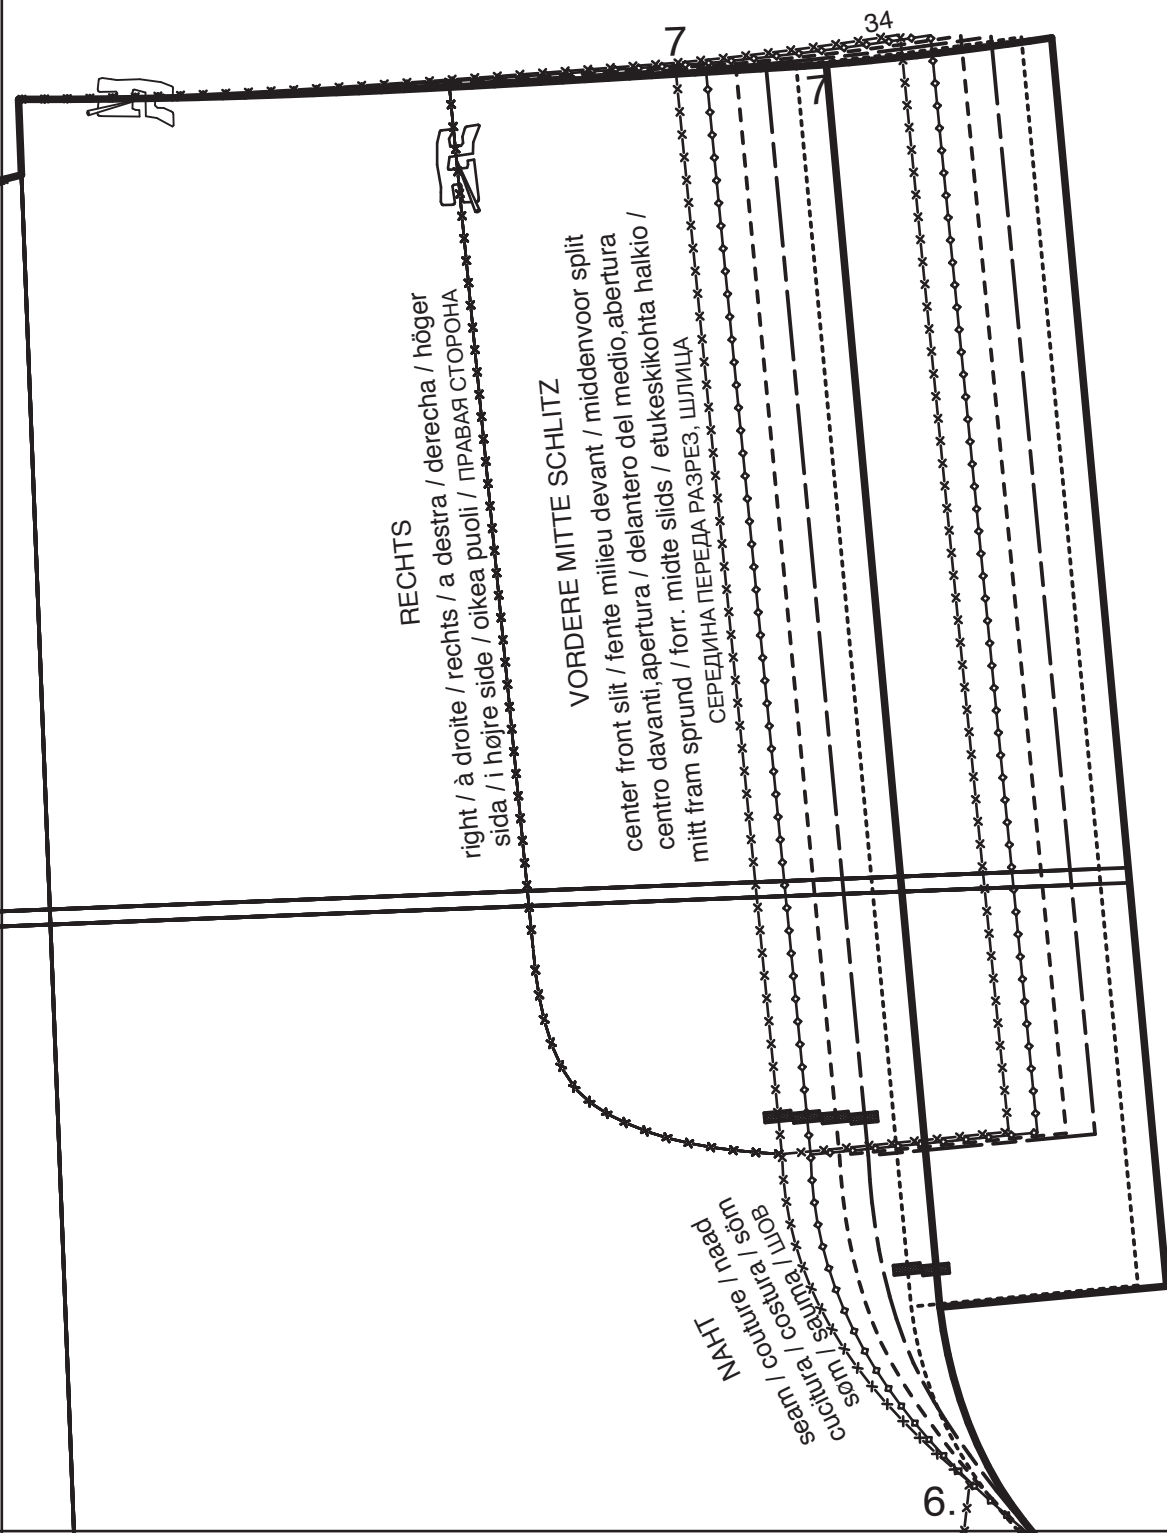 34
7
7
RECHTS
right / à droite / rechts / a destra / derecha / höger
sida / i højre side / oikea puoli / ПРАВАЯ СТОРОНА
VORDERE MITTE SCHLITZ
center front slit / fente milieu devant / middenvoor split
centro davanti,apertura / delantero del medio,abertura
mitt fram sprund / forr. midte slids / etukeskikohta halkio /
СЕРЕДИНА ПЕРЕДА РАЗРЕЗ, ШЛИЦА
NAHT
seam / couture / naad
cucitura / costura / söm
søm / sauma / ШОВ
6.